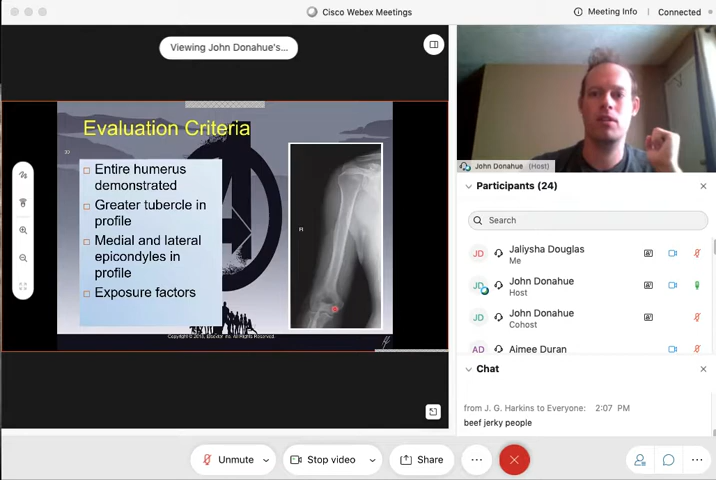 Cisco Webex Meetings
Meeting Info
Connected
Viewing John Donahue's...
Evaluation Criteria
Entire humerus
demonstrated
Greater tubercle in
profile
Medial and lateral
epicondyles in
profile
Exposure factors
R
Copyright © 2018, Elsevier Inc. All Rights Reserved.
John Donahue (Host)
Participants (24)
Search
JD
Jaliysha Douglas
Me
JD
John Donahue
Host
JD
John Donahue
Cohost
AD
Aimee Duran
Chat
from J. G. Harkins to Everyone: 2:07 PM
beef jerky people
Unmute
Stop video
Share